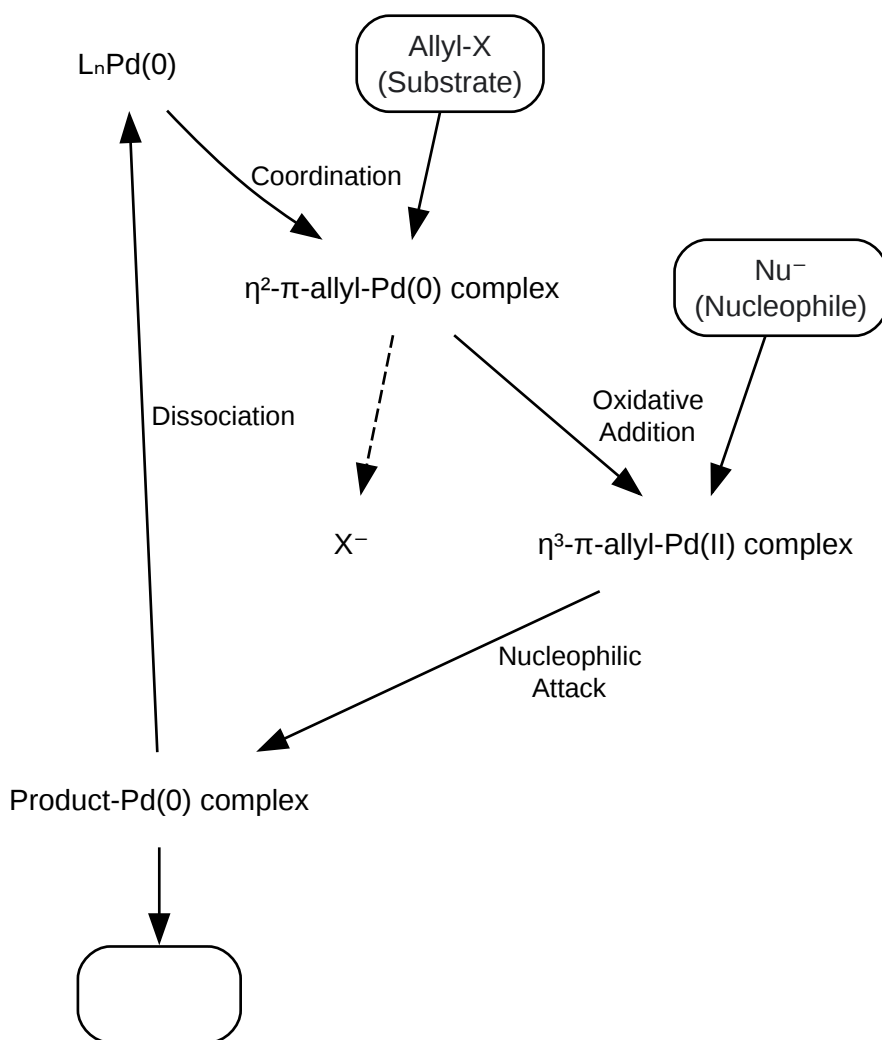 LₙPd(0)
Allyl-X
(Substrate)
Coordination
η²-π-allyl-Pd(0) complex
Nu⁻
(Nucleophile)
Dissociation
Oxidative
Addition
X⁻
η³-π-allyl-Pd(II) complex
Nucleophilic
Attack
Product-Pd(0) complex